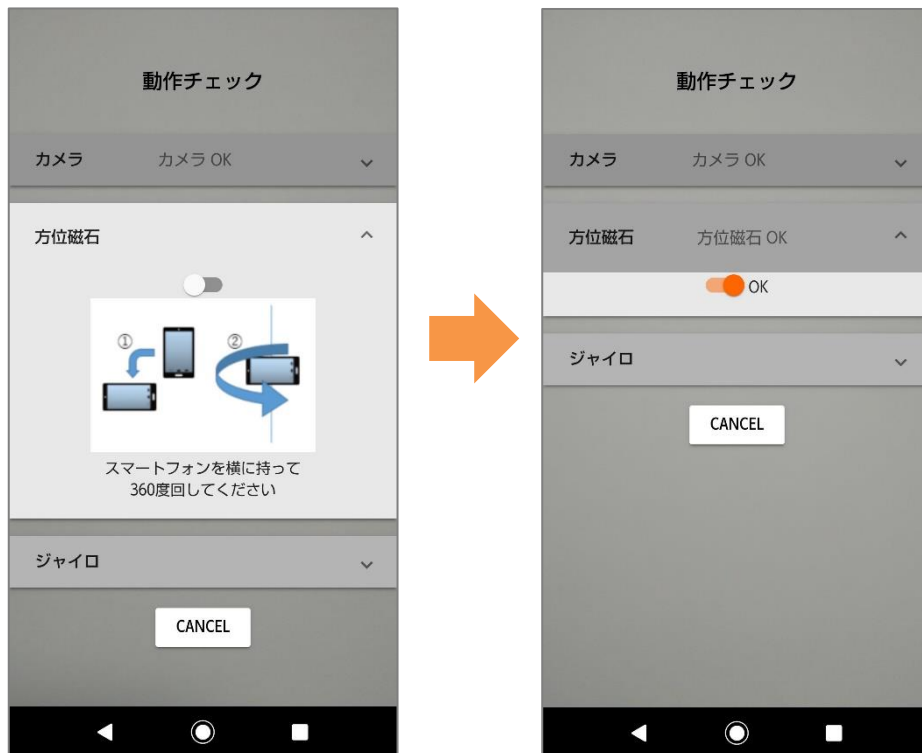 動作チェック
カメラ カメラ OK
方位磁石
① ②
スマートフォンを横に持って
360度回してください
ジャイロ
CANCEL
動作チェック
カメラ カメラ OK
方位磁石 方位磁石 OK
OK
ジャイロ
CANCEL